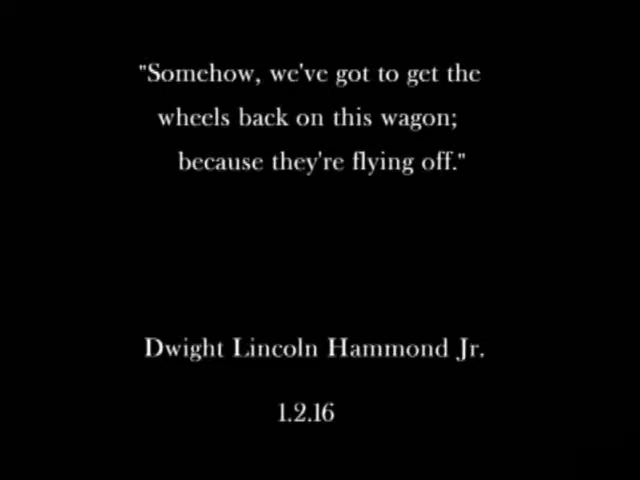 "Somehow, we've got to get the
wheels back on this wagon;
because they're flying off."
Dwight Lincoln Hammond Jr.
1.2.16